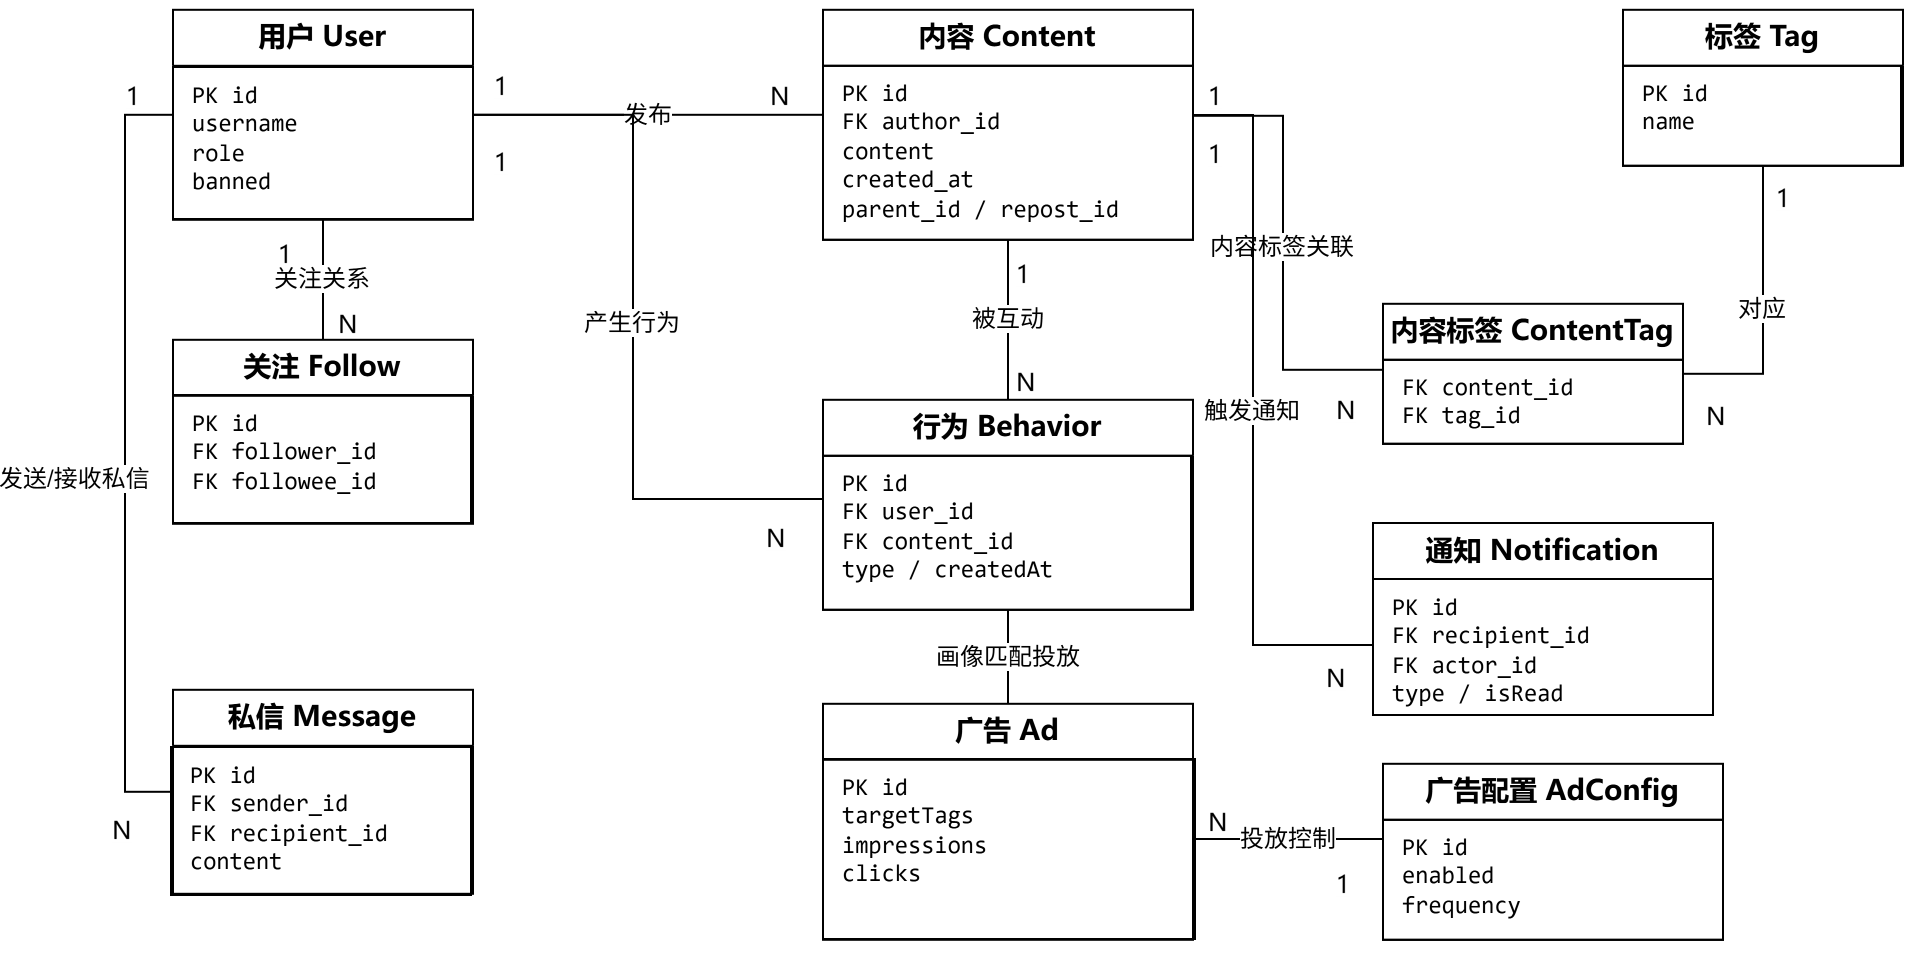 用户 User
PK id
username
role
banned
1
1
1
发布
N
内容 Content
PK id
FK author_id
content
created_at
parent_id / repost_id
1
1
标签 Tag
PK id
name
1
1
关注关系
N
关注 Follow
PK id
FK follower_id
FK followee_id
产生行为
N
1
被互动
N
内容标签关联
触发通知
对应
内容标签 ContentTag
FK content_id
FK tag_id
N
N
行为 Behavior
PK id
FK user_id
FK content_id
type / createdAt
发送/接收私信
通知 Notification
PK id
FK recipient_id
FK actor_id
type / isRead
N
画像匹配投放
私信 Message
PK id
FK sender_id
FK recipient_id
content
N
广告 Ad
PK id
targetTags
impressions
clicks
N
投放控制
1
广告配置 AdConfig
PK id
enabled
frequency